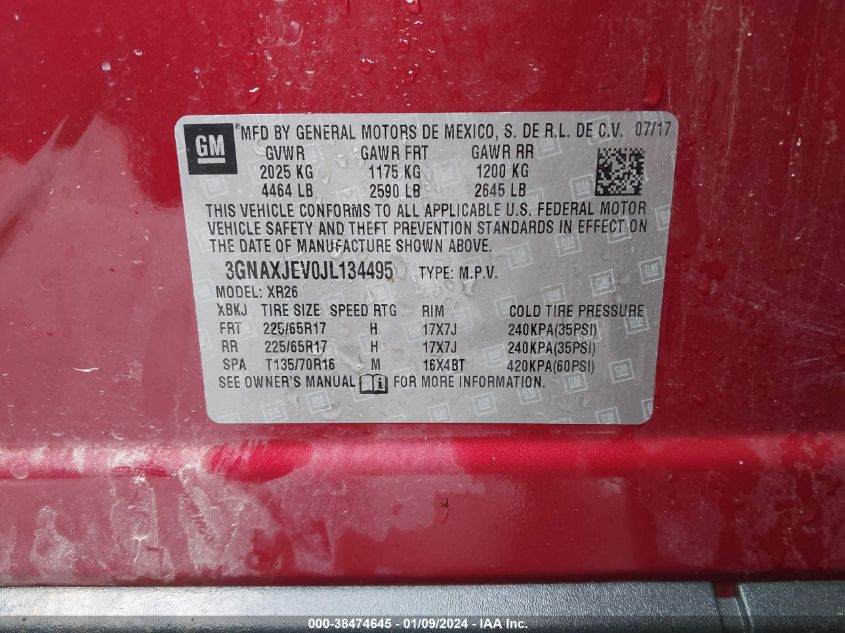 GM
®MFD BY GENERAL MOTORS DE MEXICO, S. DE R.L. DE C.V. 07/17
GVWR GAWR FRT GAWR RR
2025 KG 1175 KG 1200 KG
4464 LB 2590 LB 2645 LB
THIS VEHICLE CONFORMS TO ALL APPLICABLE U.S. FEDERAL MOTOR
VEHICLE SAFETY AND THEFT PREVENTION STANDARDS IN EFFECT ON
THE DATE OF MANUFACTURE SHOWN ABOVE.
3GNAXJEV0JL134495 TYPE: M.P.V.
MODEL: XR26
XBKJ TIRE SIZE SPEED RTG RIM COLD TIRE PRESSURE
FRT 225/65R17 H 17X7J 240KPA(35PSI)
RR 225/65R17 H 17X7J 240KPA(35PSI)
SPA T135/70R16 M 16X4BT 420KPA(60PSI)
SEE OWNER'S MANUAL FOR MORE INFORMATION.
000-38474645 - 01/09/2024 - IAA, Inc.